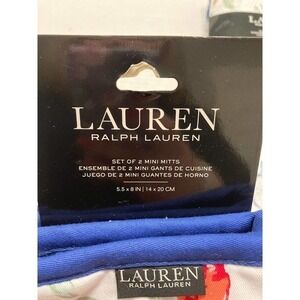 LAUREN
RALPH LAUREN
SET OF 2 MINI MITTS
ENSEMBLE DE 2 MINI GANTS DE CUISINE
JUEGO DE 2 MINI GUANTES DE HORNO
5.5 x 8 IN | 14 x 20 CM
LAUREN
RALPH LAUREN